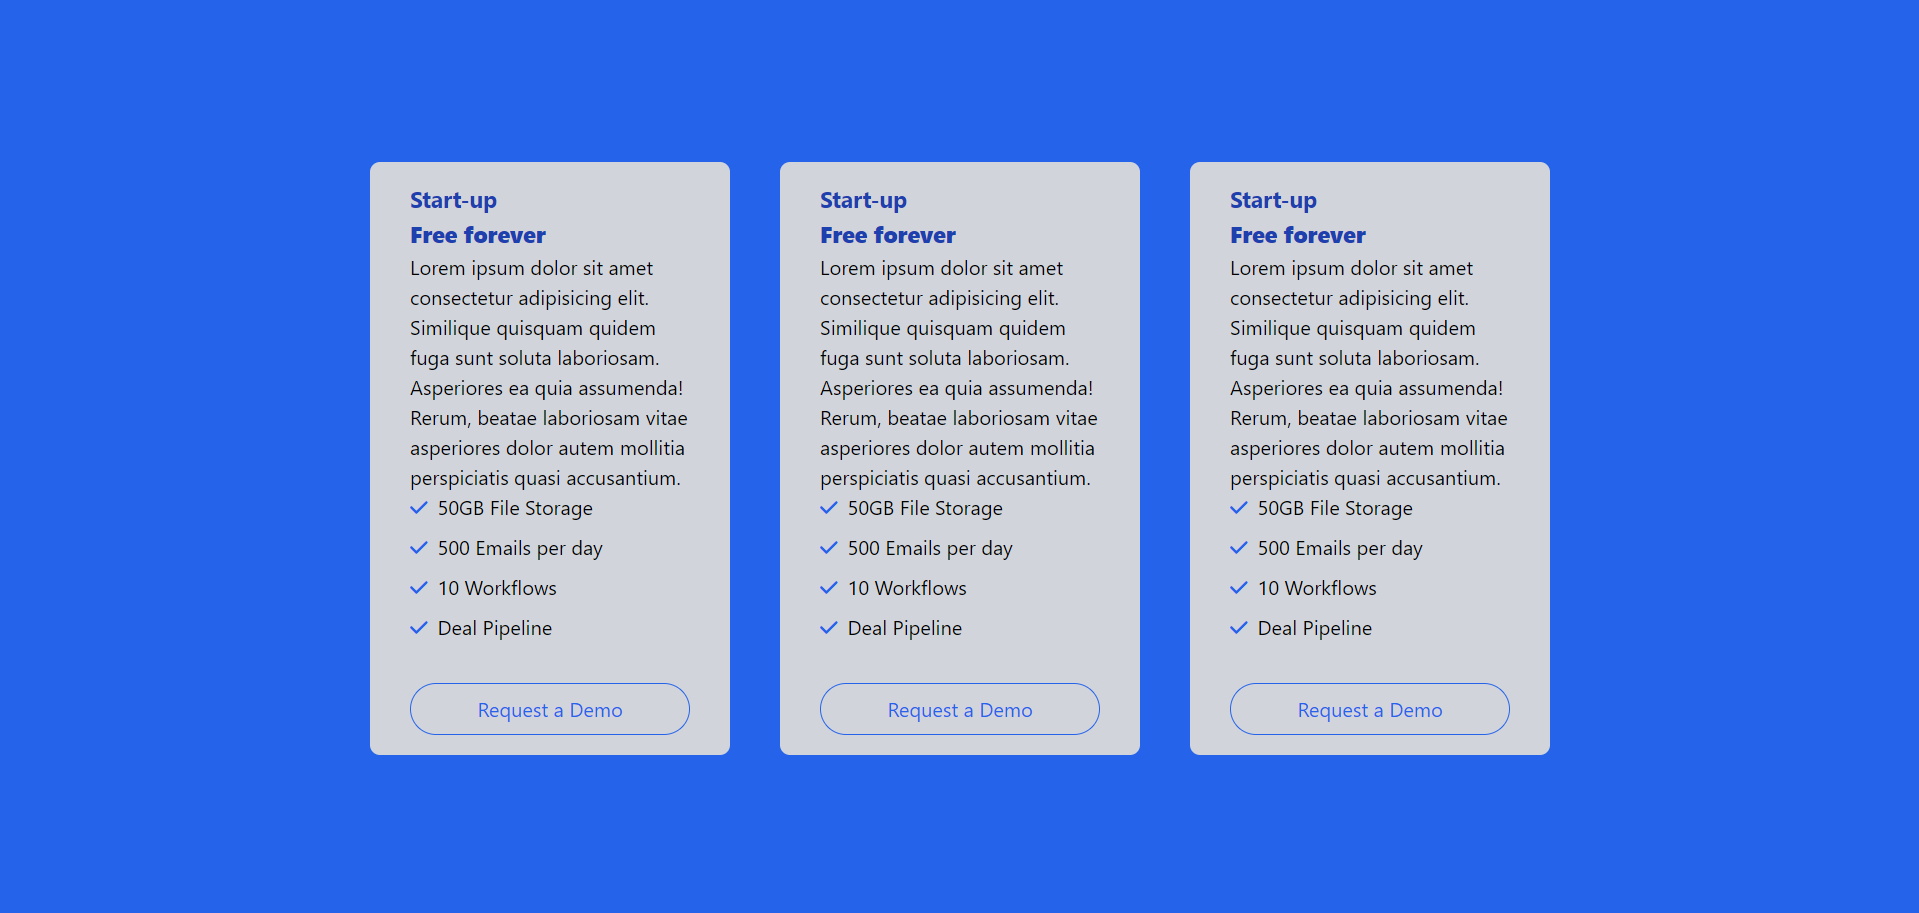 Start-up
Free forever
Lorem ipsum dolor sit amet
consectetur adipisicing elit.
Similique quisquam quidem
fuga sunt soluta laboriosam.
Asperiores ea quia assumenda!
Rerum, beatae laboriosam vitae
asperiores dolor autem mollitia
perspiciatis quasi accusantium.
50GB File Storage
500 Emails per day
10 Workflows
Deal Pipeline
Request a Demo
Start-up
Free forever
Lorem ipsum dolor sit amet
consectetur adipisicing elit.
Similique quisquam quidem
fuga sunt soluta laboriosam.
Asperiores ea quia assumenda!
Rerum, beatae laboriosam vitae
asperiores dolor autem mollitia
perspiciatis quasi accusantium.
50GB File Storage
500 Emails per day
10 Workflows
Deal Pipeline
Request a Demo
Start-up
Free forever
Lorem ipsum dolor sit amet
consectetur adipisicing elit.
Similique quisquam quidem
fuga sunt soluta laboriosam.
Asperiores ea quia assumenda!
Rerum, beatae laboriosam vitae
asperiores dolor autem mollitia
perspiciatis quasi accusantium.
50GB File Storage
500 Emails per day
10 Workflows
Deal Pipeline
Request a Demo